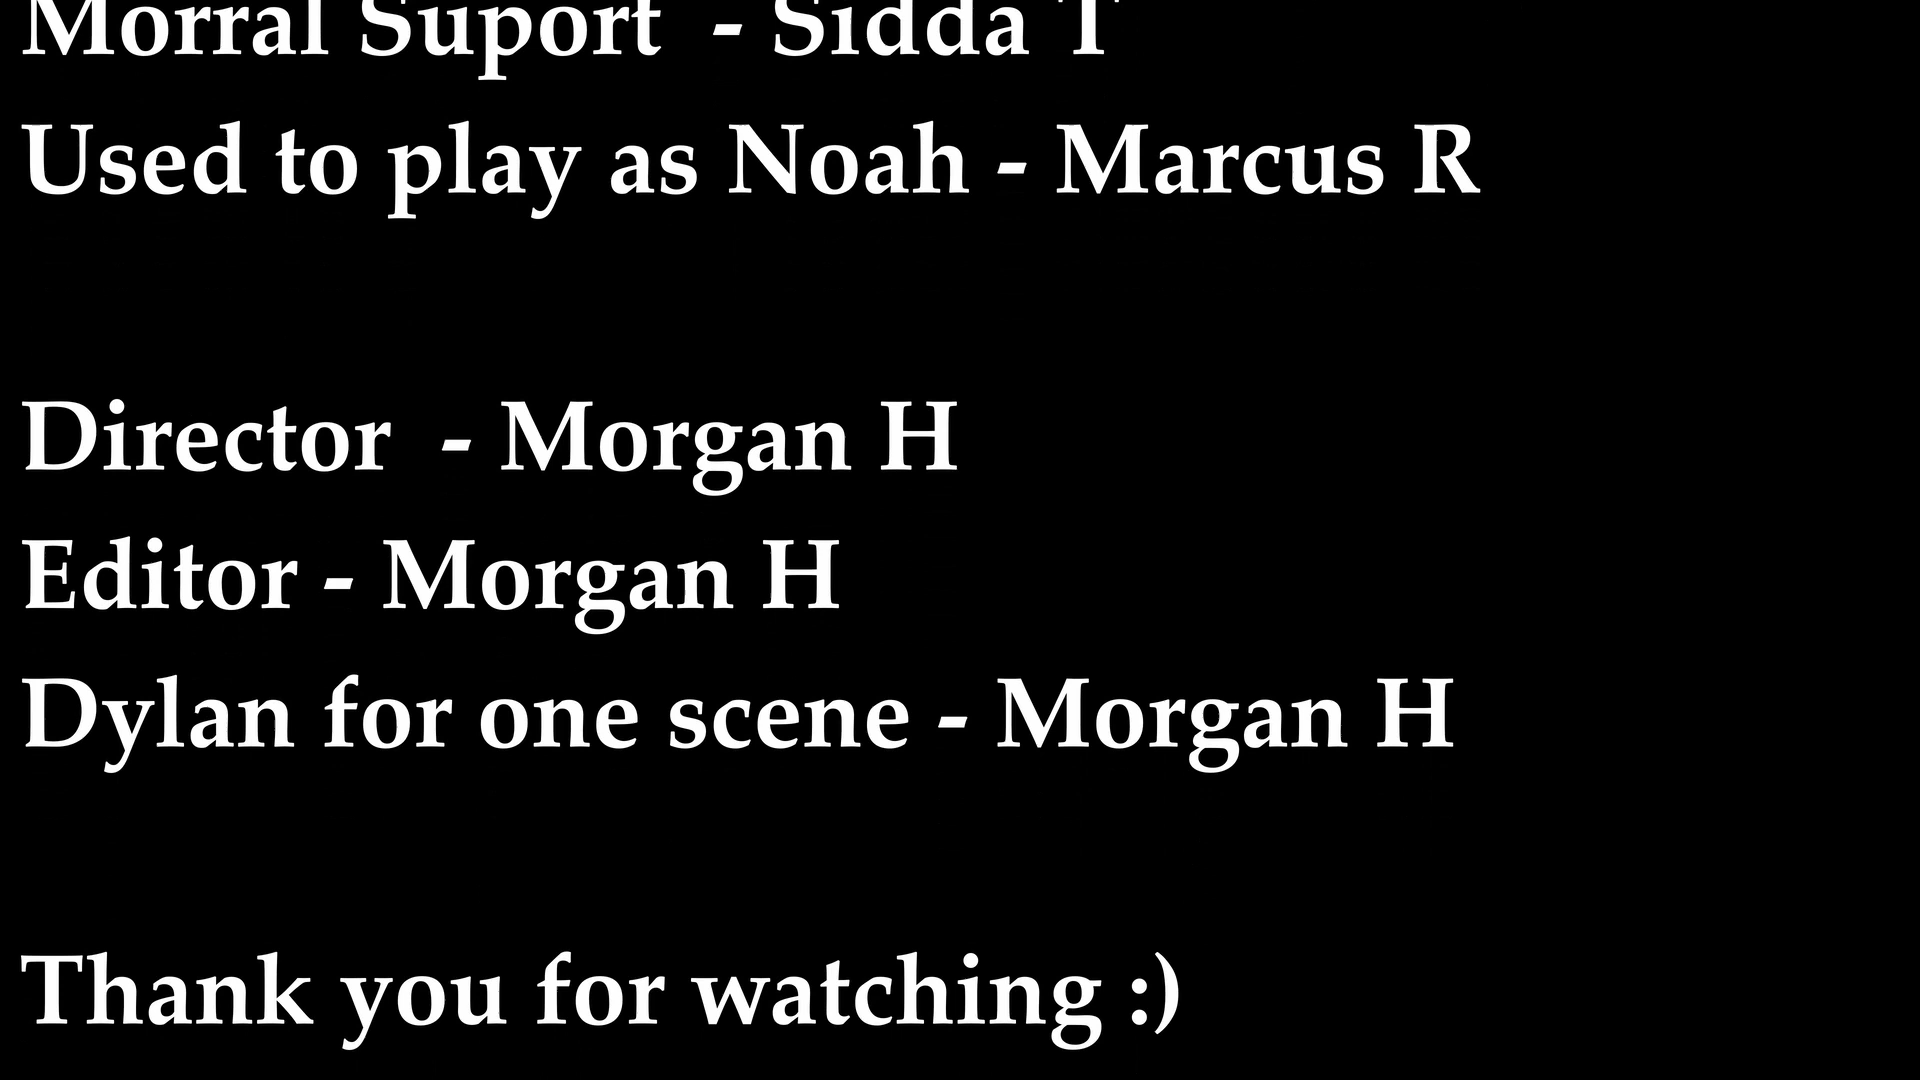 Morral Suport  - Sidda T
Used to play as Noah - Marcus R
Director  - Morgan H
Editor - Morgan H
Dylan for one scene - Morgan H
Thank you for watching :)